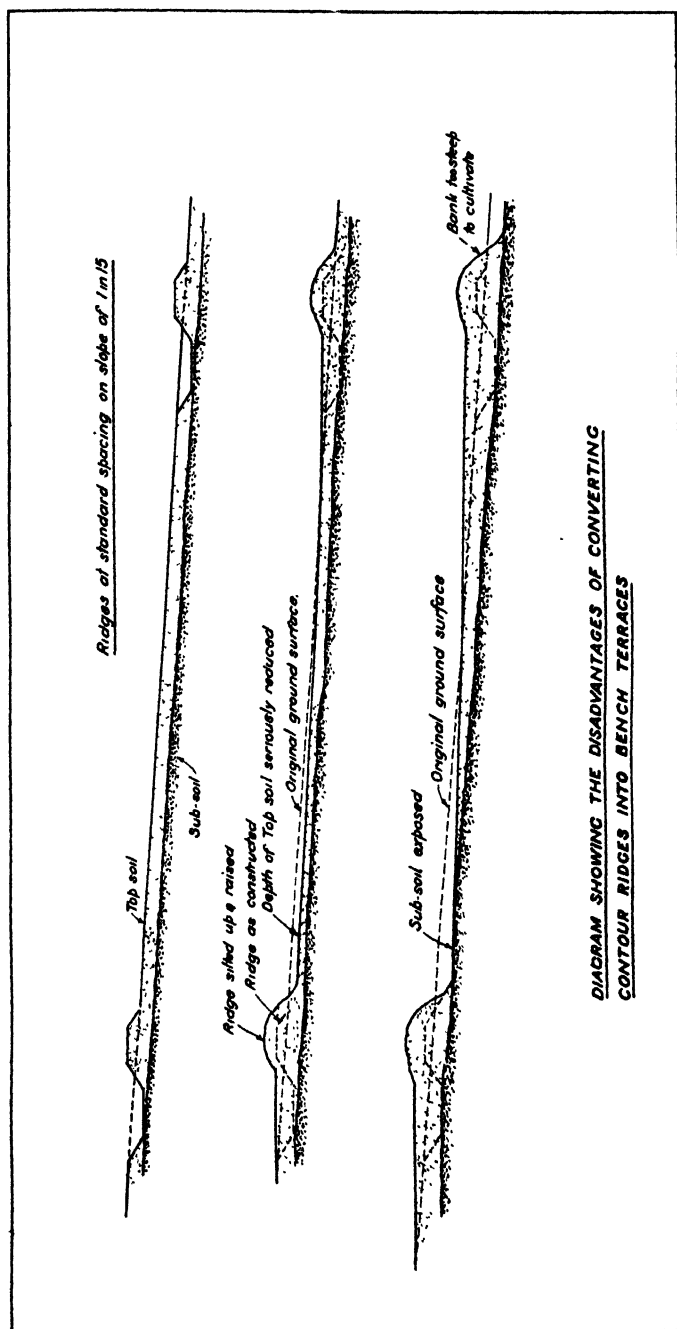 Ridges at standard spacing on slope of 1 in 15
Top soil
Sub-soil
Ridge silted up & raised
Ridge as constructed
Depth of Top soil seriously reduced
Original ground surface.
Sub-soil exposed
Original ground surface
Bank too steep
to cultivate
DIAGRAM SHOWING THE DISADVANTAGES OF CONVERTING
CONTOUR RIDGES INTO BENCH TERRACES